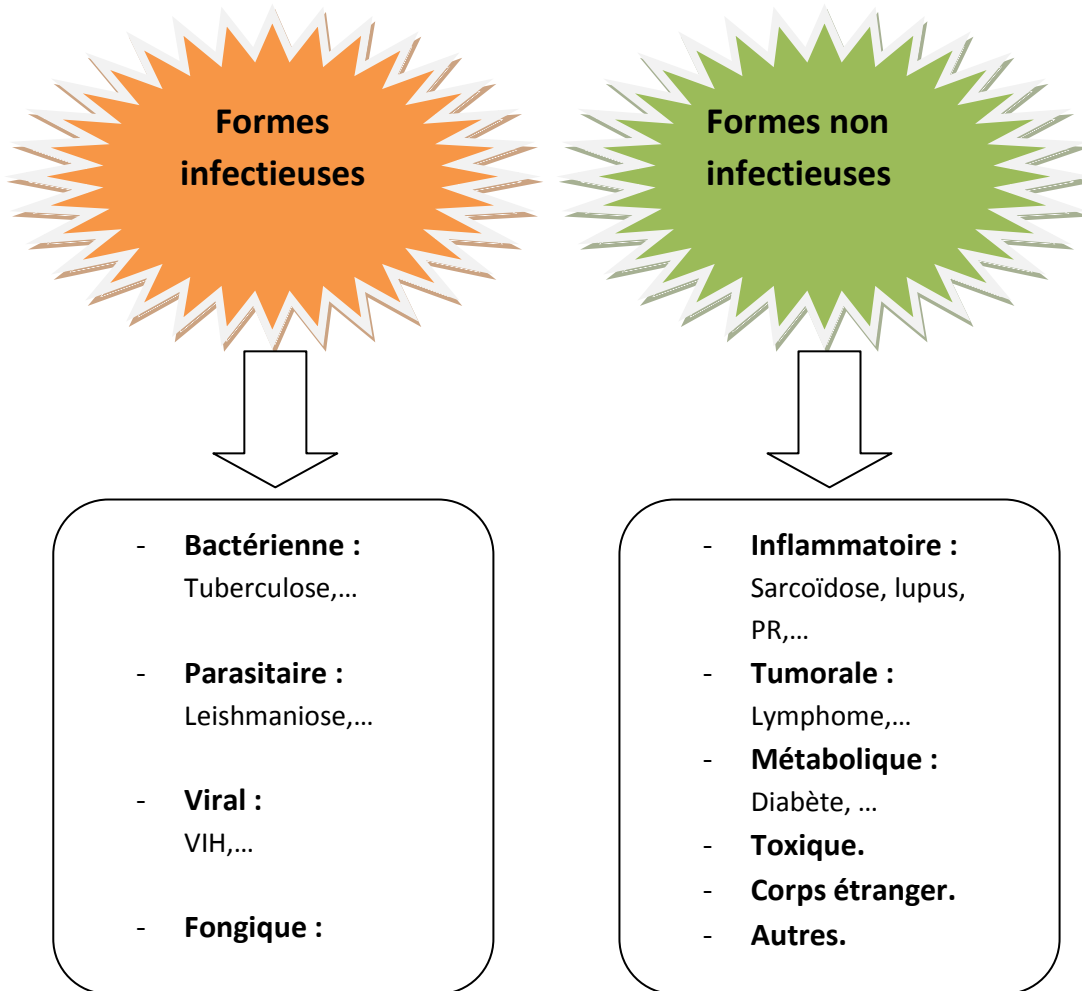 Formes
infectieuses
Formes non
infectieuses
- Bactérienne :
Tuberculose,...
- Parasitaire :
Leishmaniose,...
- Viral :
VIH,...
- Fongique :
- Inflammatoire :
Sarcoïdose, lupus,
PR,...
- Tumorale :
Lymphome,...
- Métabolique :
Diabète, ...
- Toxique.
- Corps étranger.
- Autres.